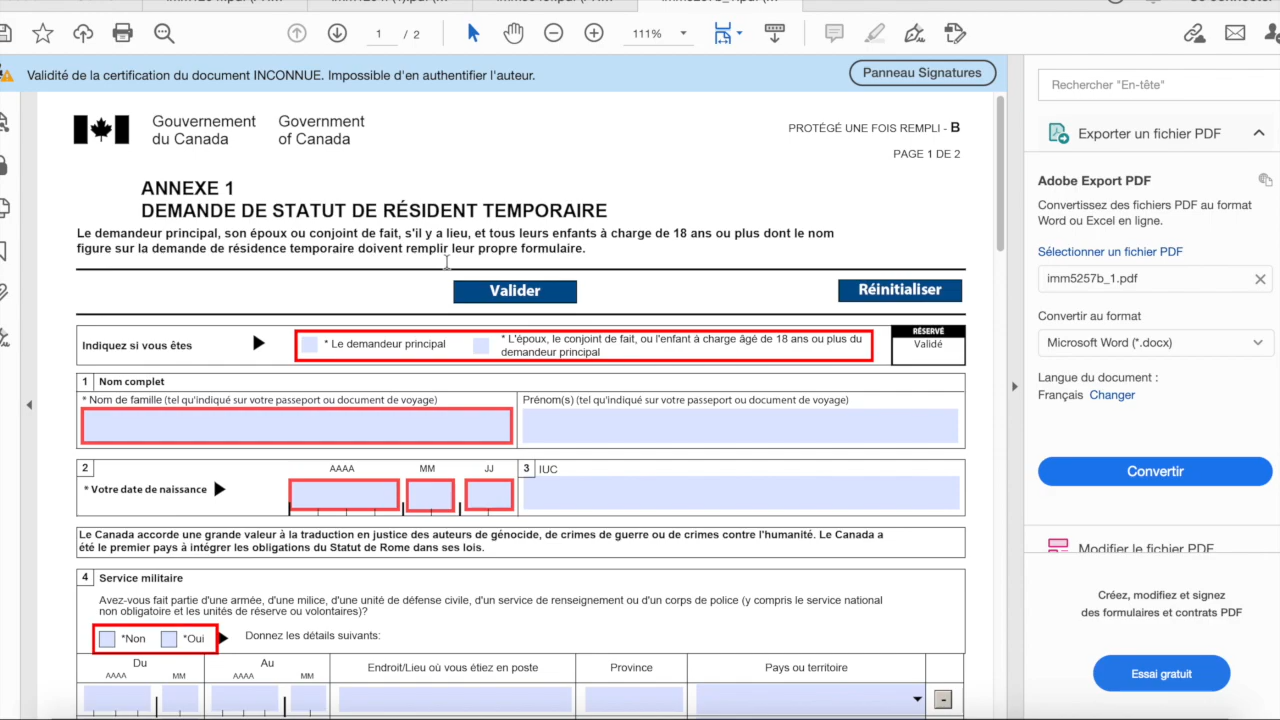 1 / 2
111%
Validité de la certification du document INCONNUE. Impossible d'en authentifier l'auteur.
Panneau Signatures
Rechercher "En-tête"
Gouvernement du Canada
Government of Canada
PROTÉGÉ UNE FOIS REMPLI - B
PAGE 1 DE 2
ANNEXE 1
DEMANDE DE STATUT DE RÉSIDENT TEMPORAIRE
Le demandeur principal, son époux ou conjoint de fait, s'il y a lieu, et tous leurs enfants à charge de 18 ans ou plus dont le nom
figure sur la demande de résidence temporaire doivent remplir leur propre formulaire.
Valider
Réinitialiser
Indiquez si vous êtes
* Le demandeur principal
* L'époux, le conjoint de fait, ou l'enfant à charge âgé de 18 ans ou plus du
demandeur principal
RÉSERVÉ
Validé
1 Nom complet
* Nom de famille (tel qu'indiqué sur votre passeport ou document de voyage)
Prénom(s) (tel qu'indiqué sur votre passeport ou document de voyage)
2
AAAA MM JJ
* Votre date de naissance
3 IUC
Le Canada accorde une grande valeur à la traduction en justice des auteurs de génocide, de crimes de guerre ou de crimes contre l'humanité. Le Canada a
été le premier pays à intégrer les obligations du Statut de Rome dans ses lois.
4 Service militaire
Avez-vous fait partie d'une armée, d'une milice, d'une unité de défense civile, d'un service de renseignement ou d'un corps de police (y compris le service national
non obligatoire et les unités de réserve ou volontaires)?
*Non *Oui Donnez les détails suivants:
Du Au Endroit/Lieu où vous étiez en poste Province Pays ou territoire
AAAA MM AAAA MM
-
Exporter un fichier PDF
Adobe Export PDF
Convertissez des fichiers PDF au format
Word ou Excel en ligne.
Sélectionner un fichier PDF
imm5257b_1.pdf
Convertir au format
Microsoft Word (*.docx)
Langue du document :
Français Changer
Convertir
Modifier le fichier PDF
Créez, modifiez et signez
des formulaires et contrats PDF
Essai gratuit